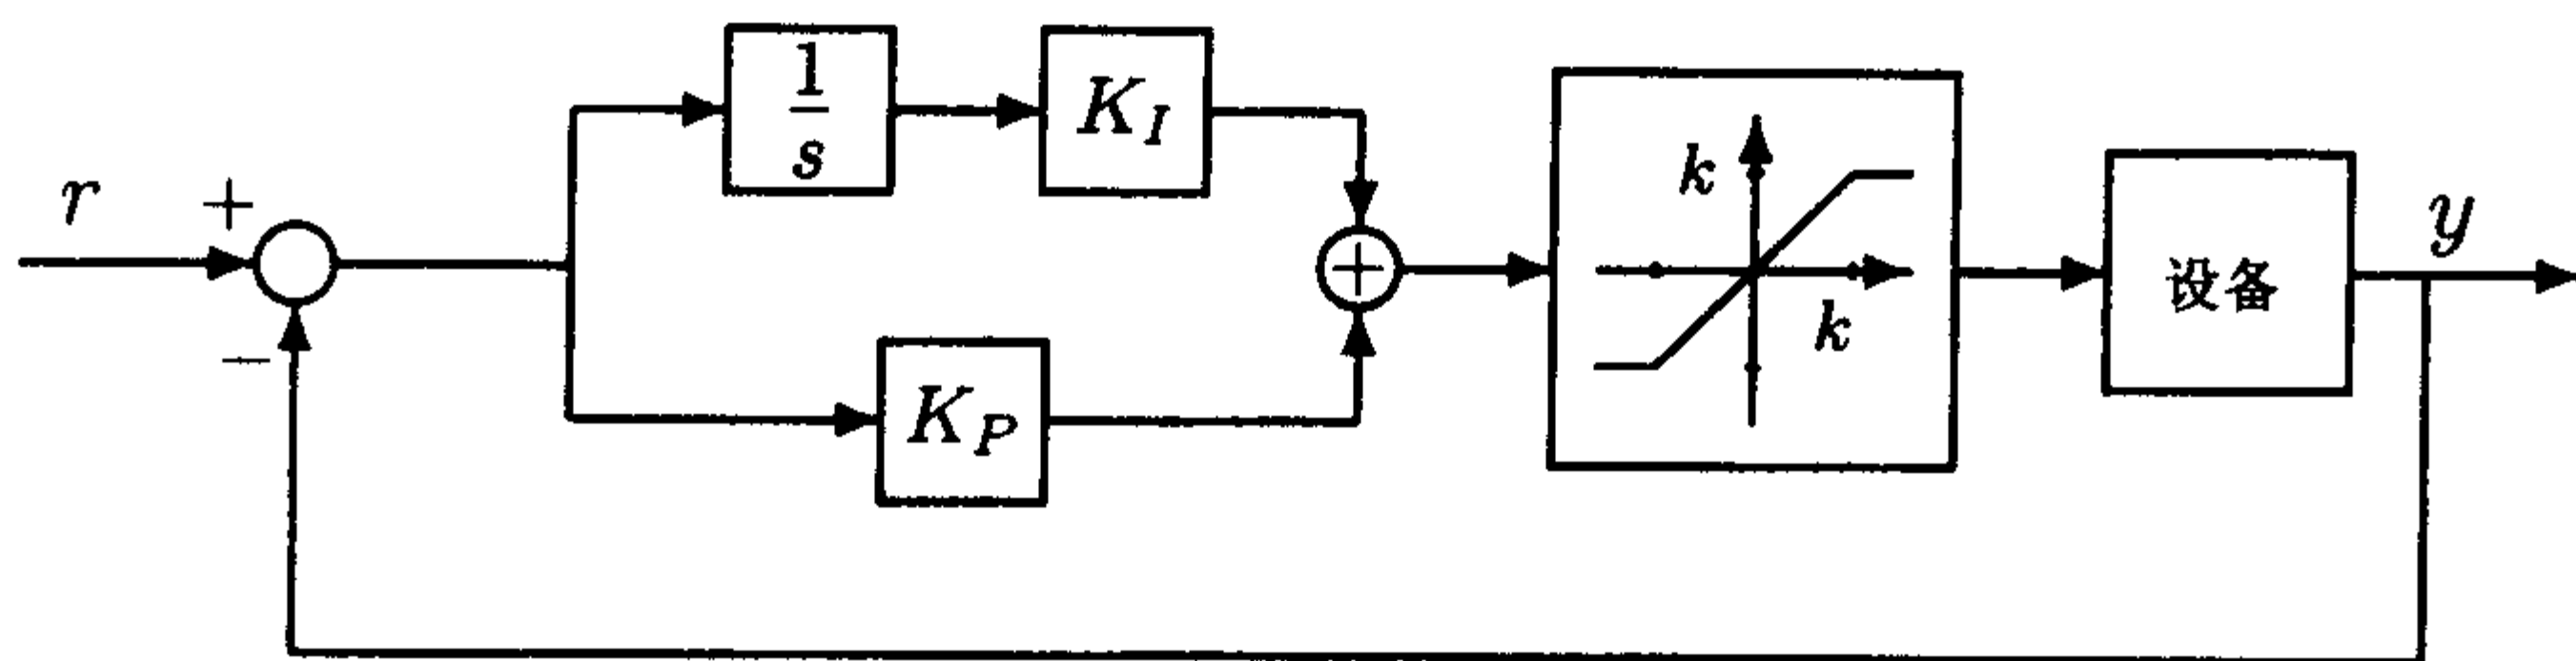 r
+
−
1
s
K_I
K_P
+
k
k
设备
y